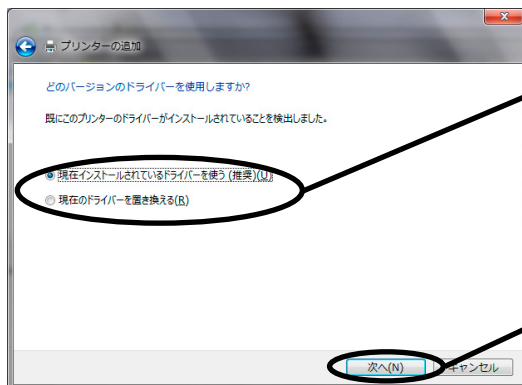 プリンターの追加
どのバージョンのドライバーを使用しますか?
既にこのプリンターのドライバーがインストールされていることを検出しました。
現在インストールされているドライバーを使う (推奨)(U)
現在のドライバーを置き換える(R)
次へ(N) キャンセル